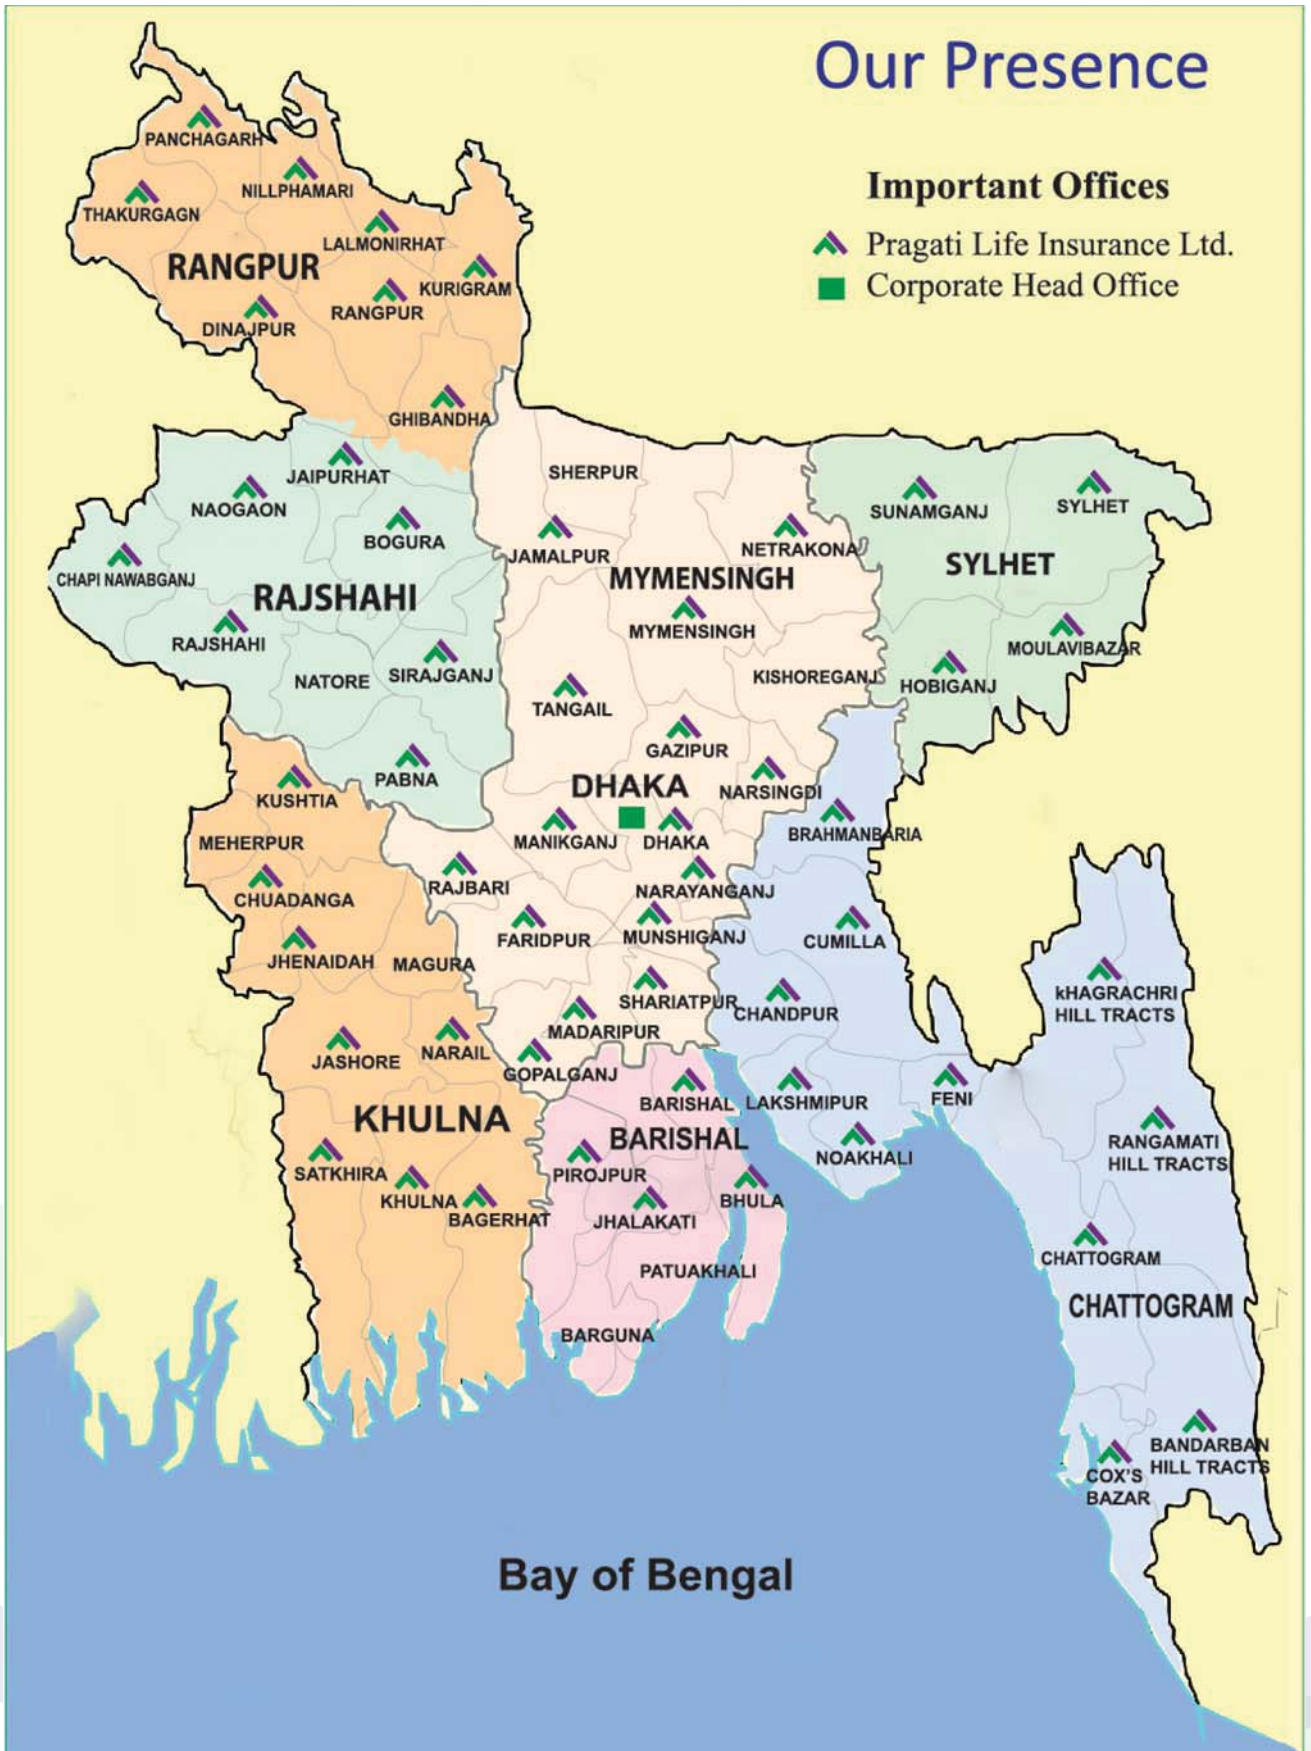 Our Presence
Important Offices
Pragati Life Insurance Ltd.
Corporate Head Office
PANCHAGARH
NILLPHAMARI
THAKURGAGN
LALMONIRHAT
RANGPUR
KURIGRAM
RANGPUR
DINAJPUR
GHIBANDHA
SHERPUR
JAIPURHAT
NAOGAON
SUNAMGANJ
SYLHET
BOGURA
JAMALPUR
NETRAKONA
CHAPI NAWABGANJ
SYLHET
MYMENSINGH
RAJSHAHI
MYMENSINGH
RAJSHAHI
MOULAVIBAZAR
NATORE
SIRAJGANJ
KISHOREGANJ
HOBIGANJ
TANGAIL
GAZIPUR
PABNA
DHAKA
NARSINGDI
KUSHTIA
MEHERPUR
MANIKGANJ
DHAKA
BRAHMANBARIA
CHUADANGA
RAJBARI
NARAYANGANJ
FARIDPUR
MUNSHIGANJ
CUMILLA
JHENAIDAH
MAGURA
SHARIATPUR
CHANDPUR
kHAGRACHRI
HILL TRACTS
MADARIPUR
JASHORE
NARAIL
GOPALGANJ
BARISHAL
LAKSHMIPUR
FENI
KHULNA
BARISHAL
RANGAMATI
HILL TRACTS
NOAKHALI
SATKHIRA
PIROJPUR
KHULNA
BHULA
BAGERHAT
JHALAKATI
CHATTOGRAM
PATUAKHALI
CHATTOGRAM
BARGUNA
BANDARBAN
HILL TRACTS
COX'S
BAZAR
Bay of Bengal